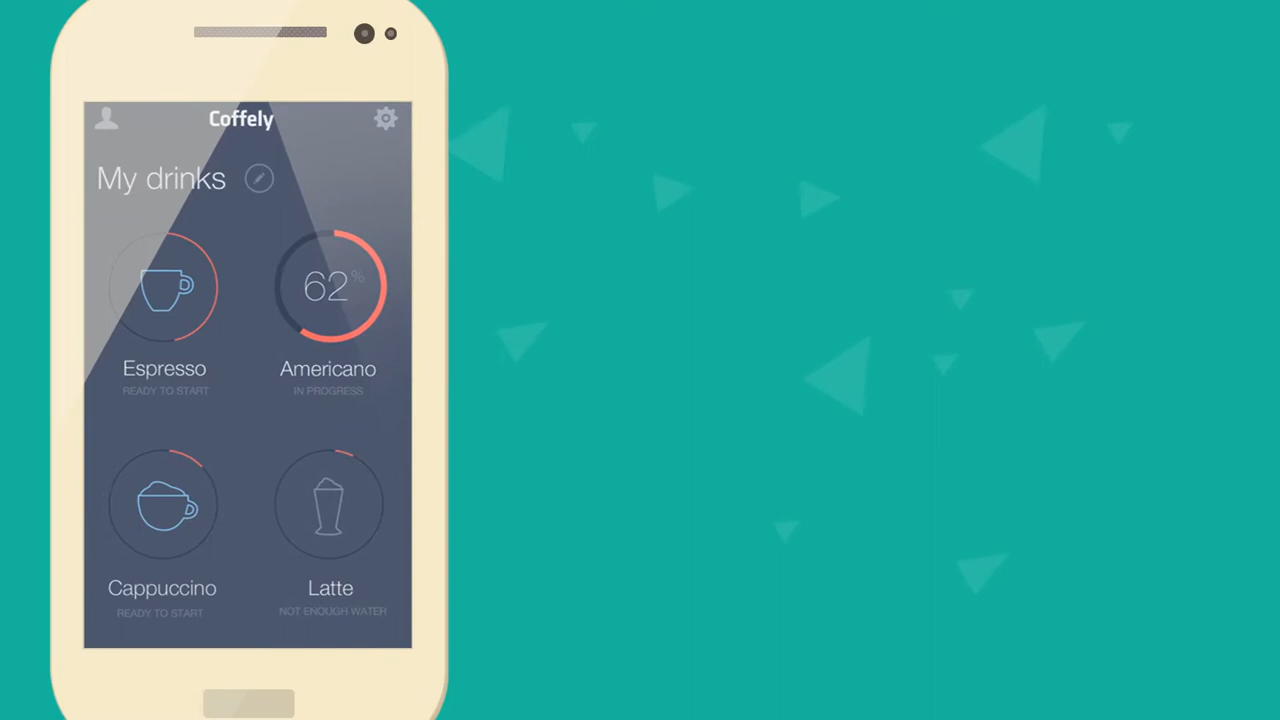 Coffely
My drinks
62%
Espresso
READY TO START
Americano
IN PROGRESS
Cappuccino
READY TO START
Latte
NOT ENOUGH WATER